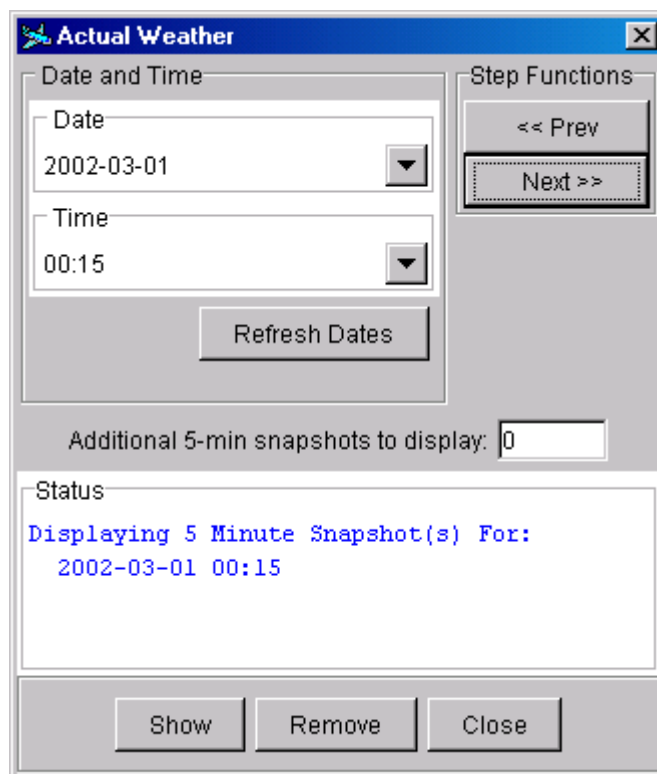 Actual Weather
Date and Time
Date
2002-03-01
Time
00:15
Refresh Dates
Step Functions
<< Prev
Next >>
Additional 5-min snapshots to display: 0
Status
Displaying 5 Minute Snapshot(s) For:
2002-03-01 00:15
Show Remove Close